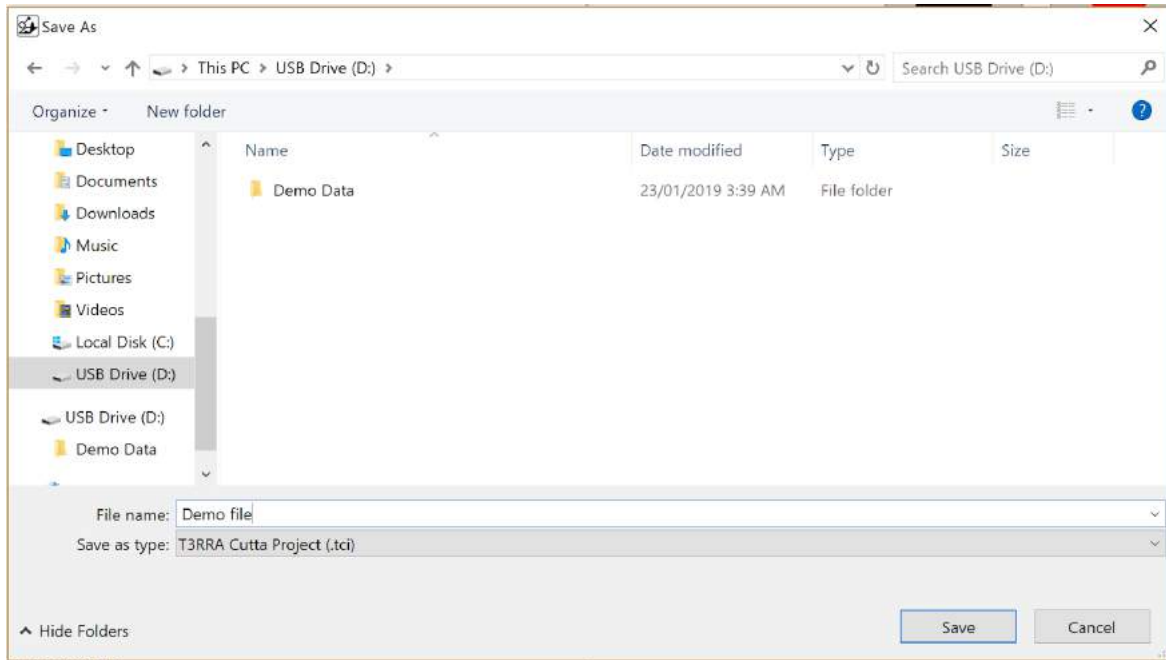 Save As
This PC > USB Drive (D:) >
Search USB Drive (D:)
Organize
New folder
?
Desktop
Documents
Downloads
Music
Pictures
Videos
Local Disk (C:)
USB Drive (D:)
USB Drive (D:)
Demo Data
Name Date modified Type Size
Demo Data 23/01/2019 3:39 AM File folder
File name: Demo file
Save as type: T3RRA Cutta Project (.tci)
Hide Folders
Save
Cancel